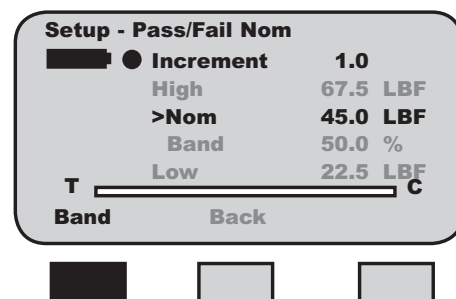 Setup - Pass/Fail Nom
Increment 1.0
High 67.5 LBF
>Nom 45.0 LBF
Band 50.0 %
Low 22.5 LBF
T C
Band Back